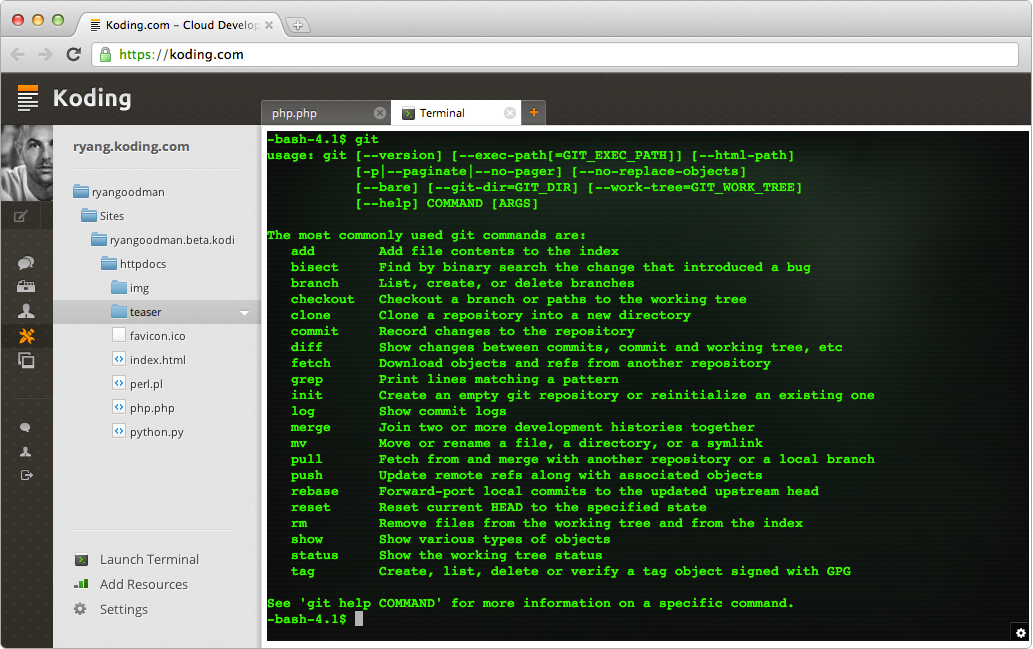 Koding.com – Cloud Develop
https://koding.com
Koding
php.php
Terminal
ryang.koding.com
ryangoodman
Sites
ryangoodman.beta.kodi
httpdocs
img
teaser
favicon.ico
index.html
perl.pl
php.php
python.py
Launch Terminal
Add Resources
Settings
-bash-4.1$ git
usage: git [--version] [--exec-path[=GIT_EXEC_PATH]] [--html-path]
[-p|--paginate|--no-pager] [--no-replace-objects]
[--bare] [--git-dir=GIT_DIR] [--work-tree=GIT_WORK_TREE]
[--help] COMMAND [ARGS]
The most commonly used git commands are:
add Add file contents to the index
bisect Find by binary search the change that introduced a bug
branch List, create, or delete branches
checkout Checkout a branch or paths to the working tree
clone Clone a repository into a new directory
commit Record changes to the repository
diff Show changes between commits, commit and working tree, etc
fetch Download objects and refs from another repository
grep Print lines matching a pattern
init Create an empty git repository or reinitialize an existing one
log Show commit logs
merge Join two or more development histories together
mv Move or rename a file, a directory, or a symlink
pull Fetch from and merge with another repository or a local branch
push Update remote refs along with associated objects
rebase Forward-port local commits to the updated upstream head
reset Reset current HEAD to the specified state
rm Remove files from the working tree and from the index
show Show various types of objects
status Show the working tree status
tag Create, list, delete or verify a tag object signed with GPG
See 'git help COMMAND' for more information on a specific command.
-bash-4.1$